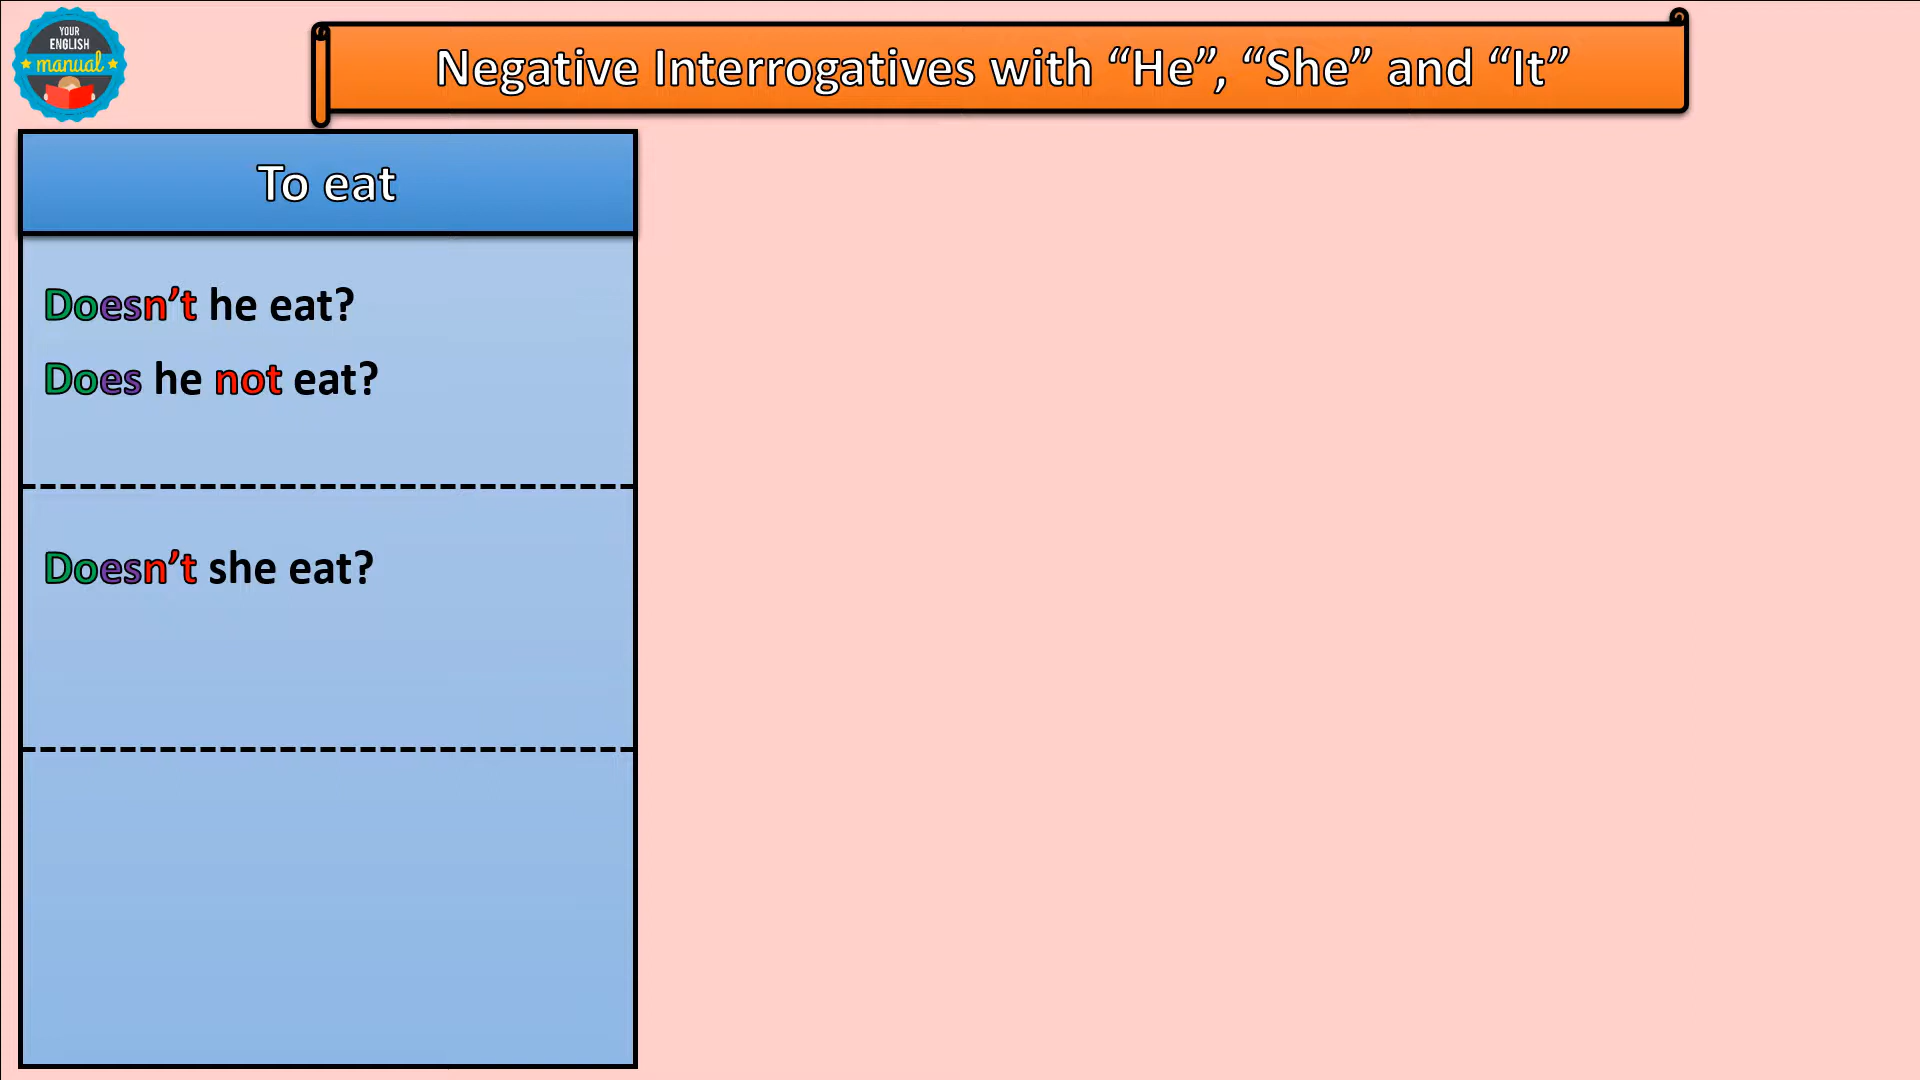 YOUR
ENGLISH
manual
Negative Interrogatives with “He”, “She” and “It”
To eat
Doesn’t he eat?
Does he not eat?
Doesn’t she eat?